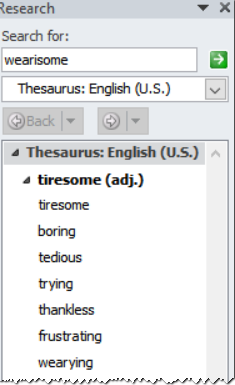 Research
Search for:
wearisome
Thesaurus: English (U.S.)
Back
Thesaurus: English (U.S.)
tiresome (adj.)
tiresome
boring
tedious
trying
thankless
frustrating
wearying